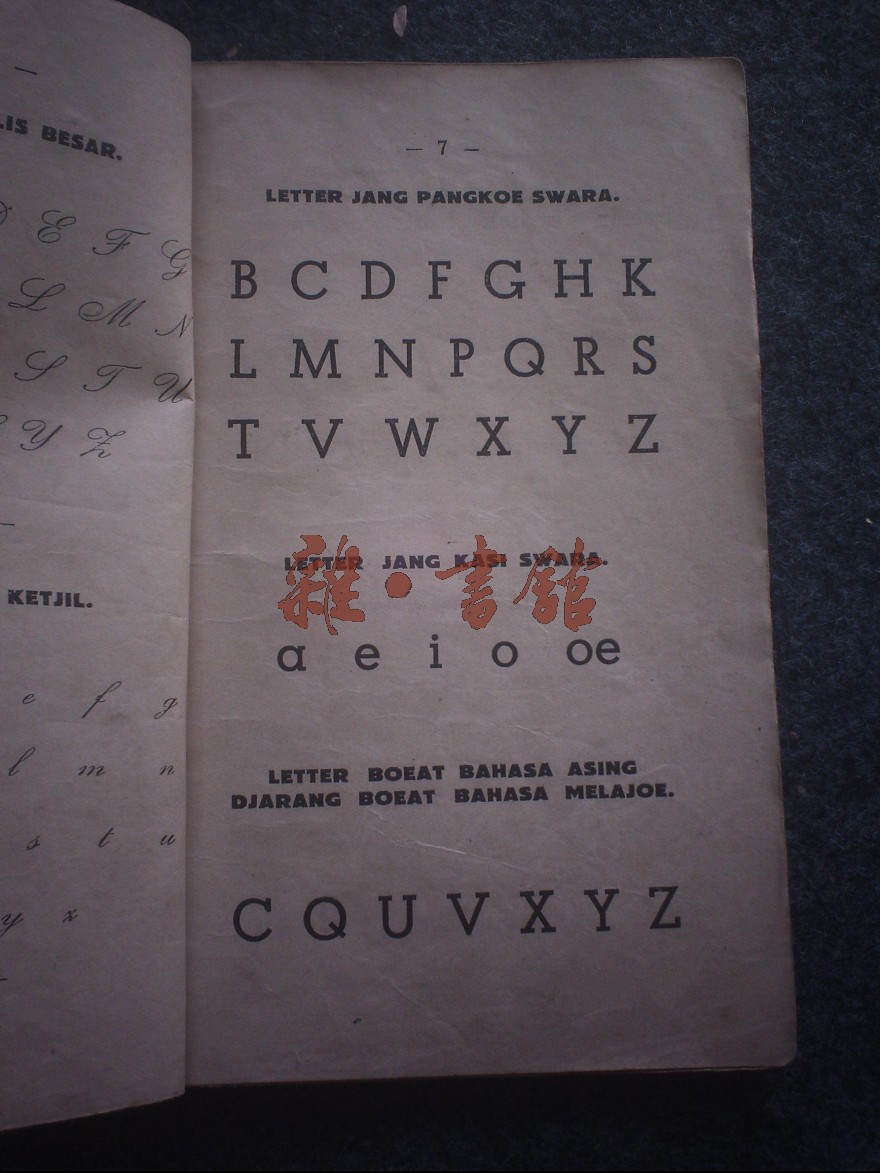 LIS BESAR.
E F G
L M N
S T U
Y Z
KETJIL.
e f g
l m n
s t u
y z
— 7 —
LETTER JANG PANGKOE SWARA.
B C D F G H K
L M N P Q R S
T V W X Y Z
LETTER JANG KASI SWARA.
雜·書館
a e i o oe
LETTER BOEAT BAHASA ASING
DJARANG BOEAT BAHASA MELAJOE.
C Q U V X Y Z